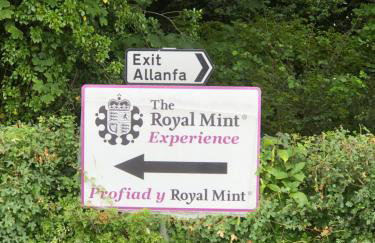 Exit
Allanfa
The
Royal Mint®
Experience
Profiad y Royal Mint®